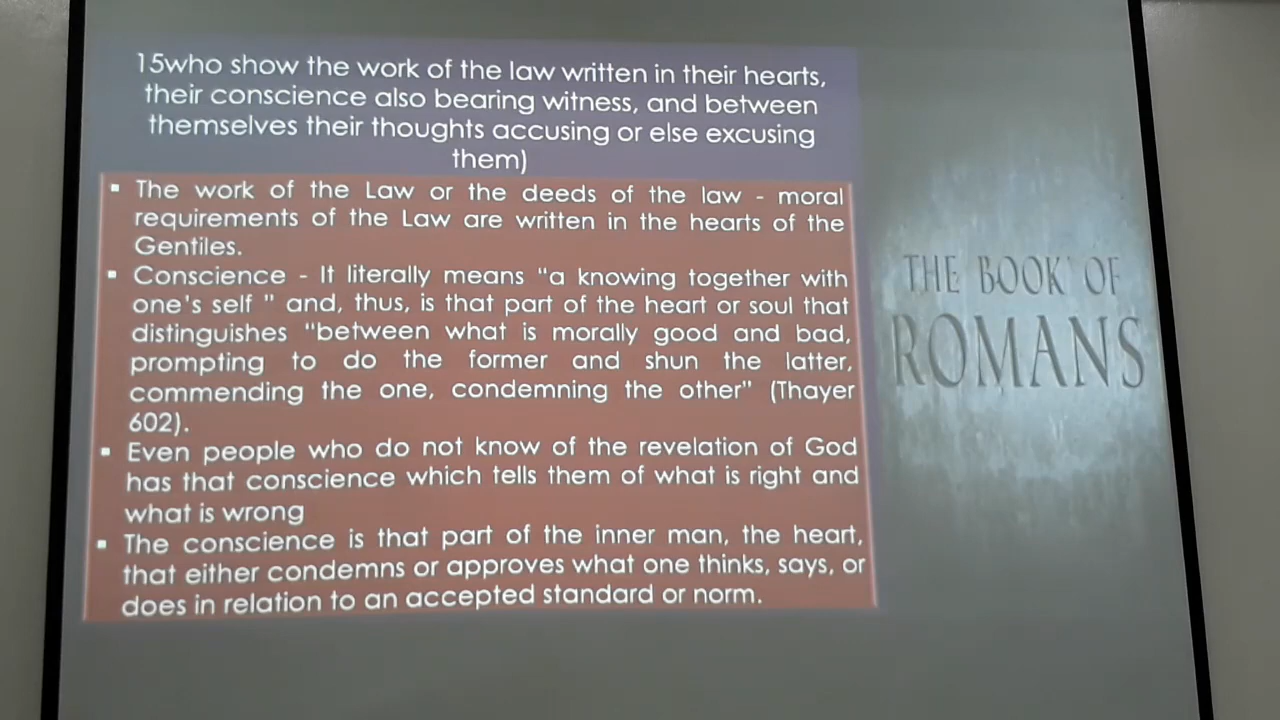 15who show the work of the law written in their hearts,
their conscience also bearing witness, and between
themselves their thoughts accusing or else excusing
them)
▪ The work of the Law or the deeds of the law - moral
requirements of the Law are written in the hearts of the
Gentiles.
▪ Conscience - It literally means "a knowing together with
one's self " and, thus, is that part of the heart or soul that
distinguishes "between what is morally good and bad,
prompting to do the former and shun the latter,
commending the one, condemning the other" (Thayer
602).
▪ Even people who do not know of the revelation of God
has that conscience which tells them of what is right and
what is wrong
▪ The conscience is that part of the inner man, the heart,
that either condemns or approves what one thinks, says, or
does in relation to an accepted standard or norm.
THE BOOK OF
ROMANS